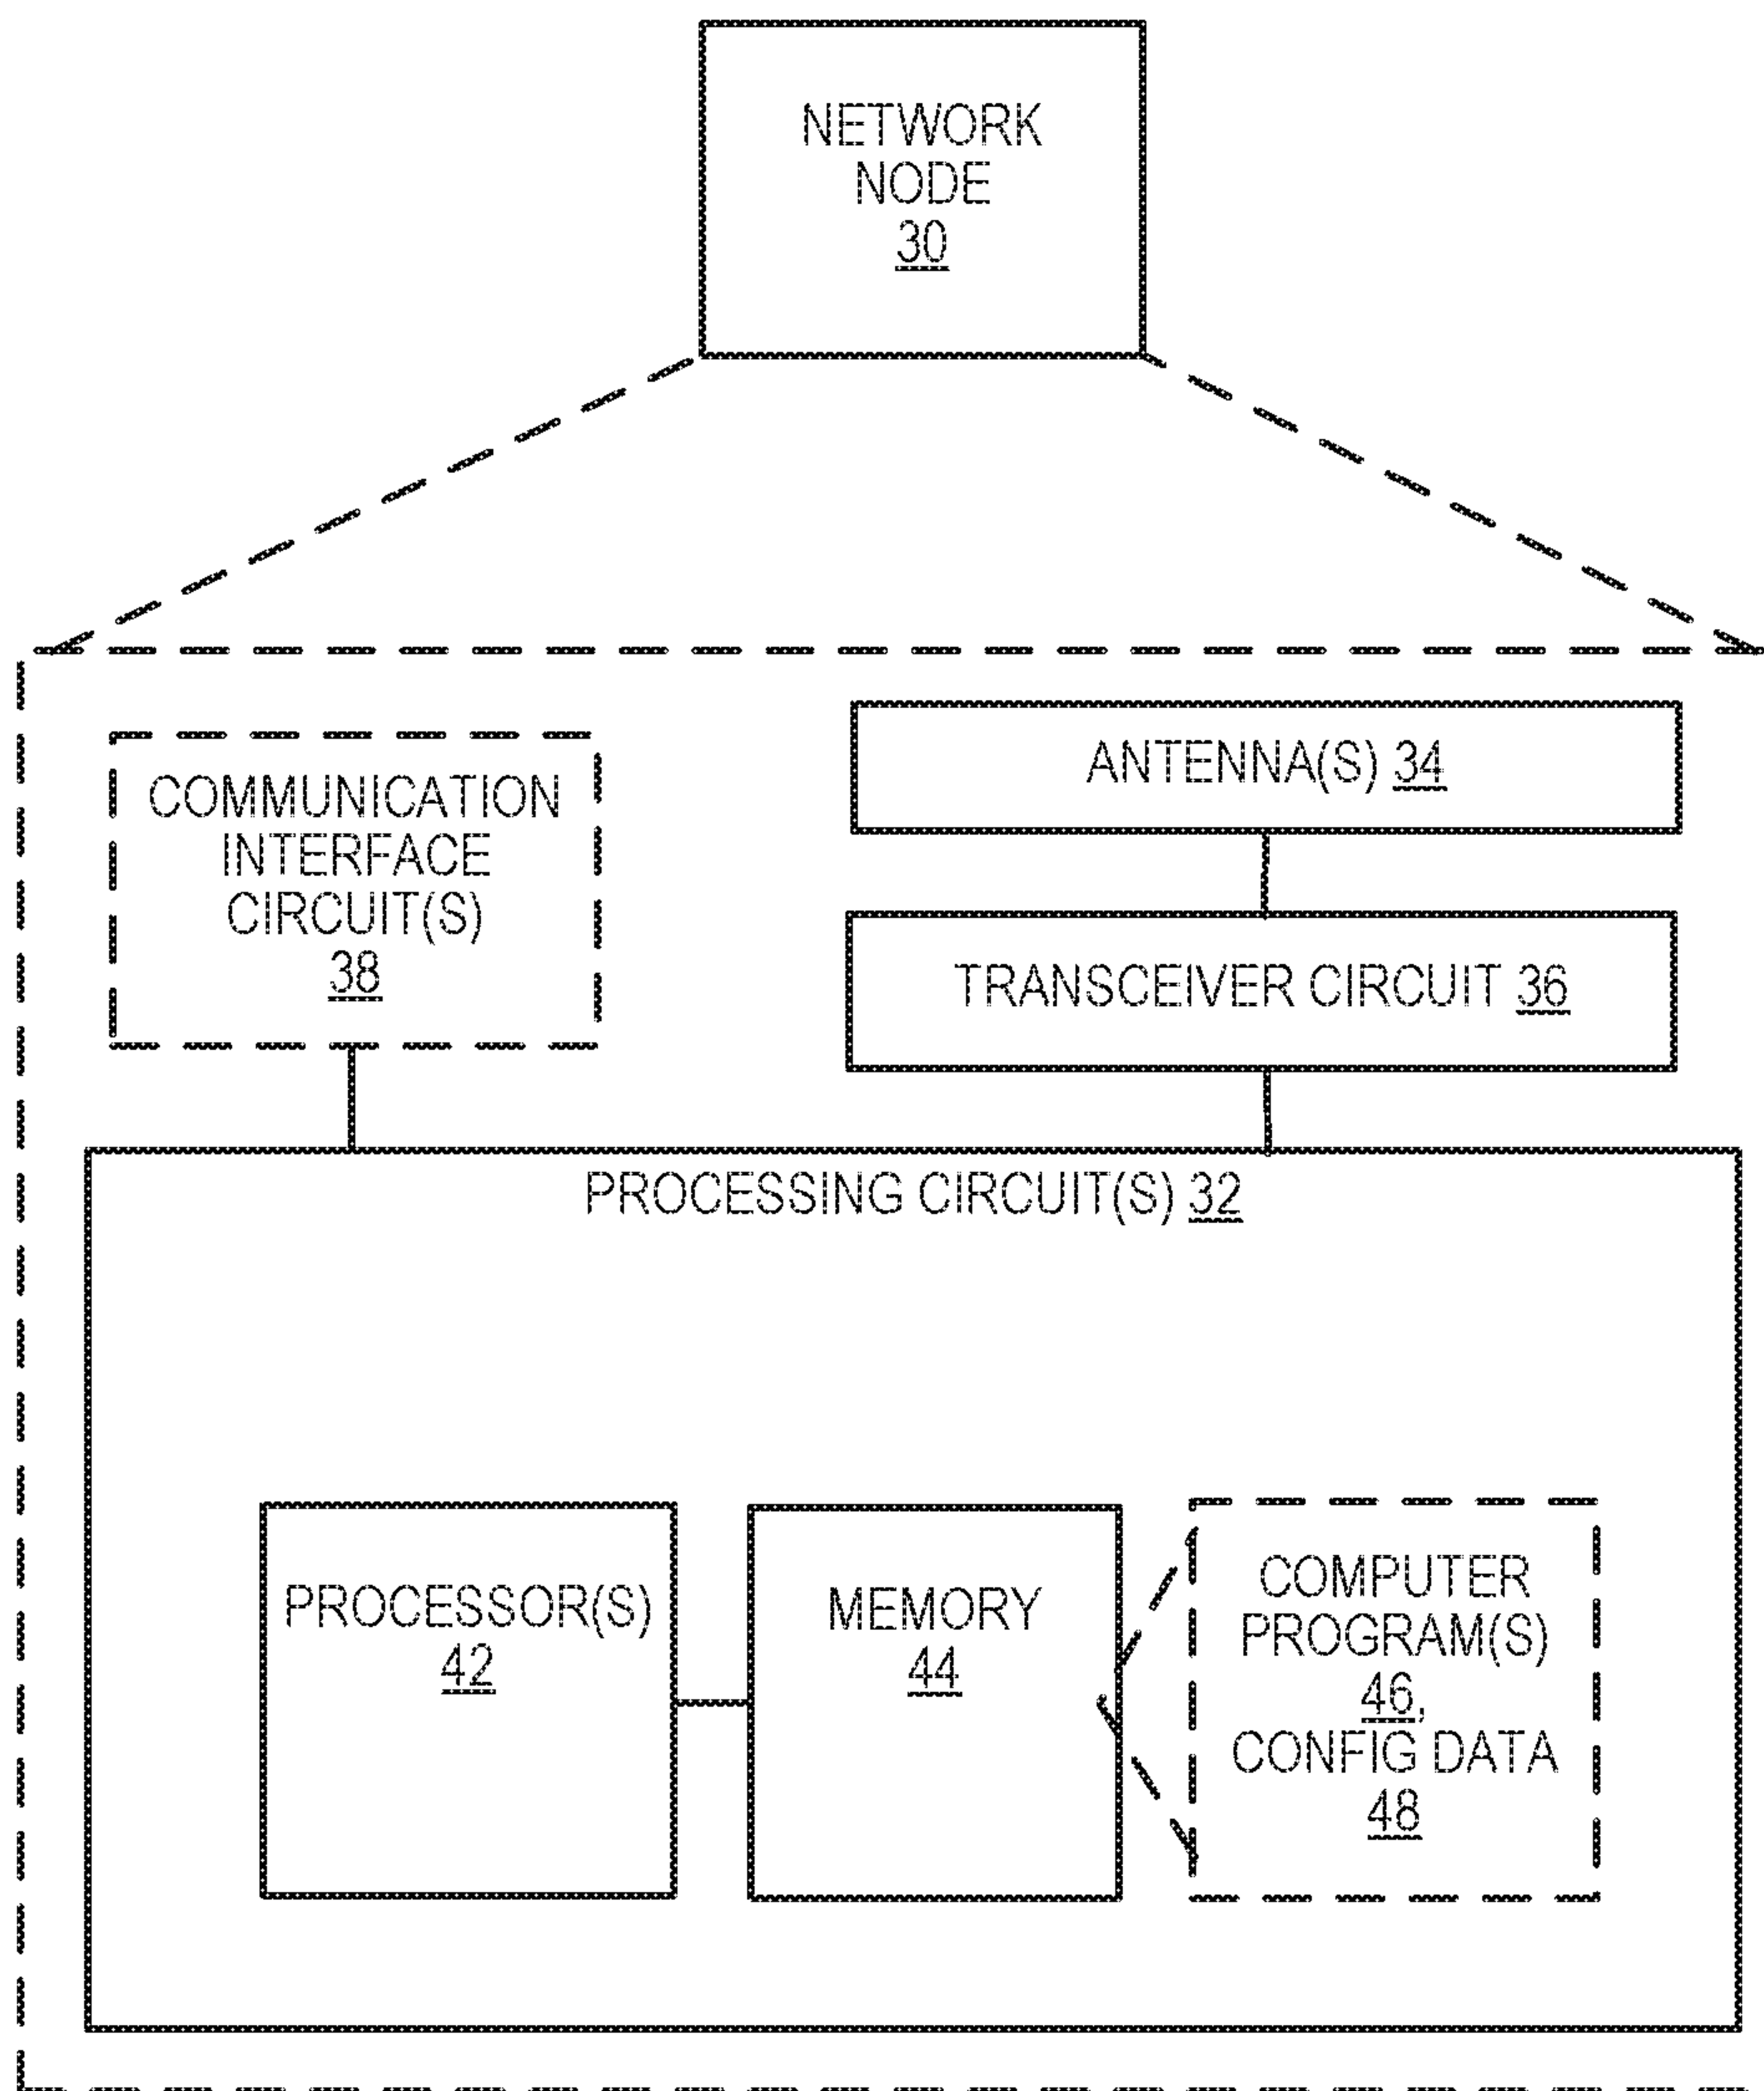 NETWORK
NODE
30
COMMUNICATION
INTERFACE
CIRCUIT(S)
38
ANTENNA(S) 34
TRANSCEIVER CIRCUIT 36
PROCESSING CIRCUIT(S) 32
PROCESSOR(S)
42
MEMORY
44
COMPUTER
PROGRAM(S)
46,
CONFIG DATA
48